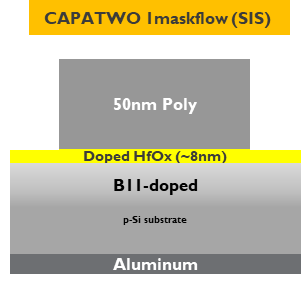 CAPATWO 1maskflow (SIS)
50nm Poly
Doped HfOx (~8nm)
B11-doped
p-Si substrate
Aluminum